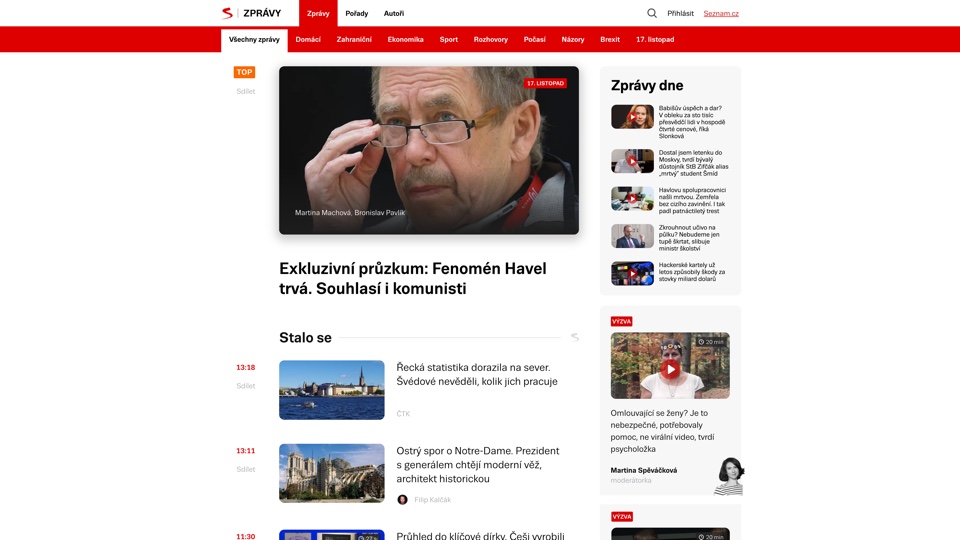 ZPRÁVY
Zprávy
Pořady
Autoři
Přihlásit
Seznam.cz
Všechny zprávy
Domácí
Zahraniční
Ekonomika
Sport
Rozhovory
Počasí
Názory
Brexit
17. listopad
TOP
Sdílet
17. LISTOPAD
Martina Machová, Bronislav Pavlík
Exkluzivní průzkum: Fenomén Havel
trvá. Souhlasí i komunisti
Stalo se
13:18
Sdílet
Řecká statistika dorazila na sever.
Švédové nevěděli, kolik jich pracuje
ČTK
13:11
Sdílet
Ostrý spor o Notre-Dame. Prezident
s generálem chtějí moderní věž,
architekt historickou
Filip Kalčák
11:30
Průhled do klíčové dírky. Češi vyrobili
Zprávy dne
Babišův úspěch a dar?
V obleku za sto tisíc
přesvědčí lidi v hospodě
čtvrté cenové, říká
Slonková
Dostal jsem letenku do
Moskvy, tvrdí bývalý
důstojník StB Zifčák alias
„mrtvý" student Šmíd
Havlovu spolupracovnici
našli mrtvou. Zemřela
bez cizího zavinění. I tak
padl patnáctiletý trest
Zkrouhnout učivo na
půlku? Nebudeme jen
tupě škrtat, slibuje
ministr školství
Hackerské kartely už
letos způsobily škody za
stovky miliard dolarů
VÝZVA
20 min
Omlouvající se ženy? Je to
nebezpečné, potřebovaly
pomoc, ne virální video, tvrdí
psycholožka
Martina Spěváčková
moderátorka
VÝZVA
20 min